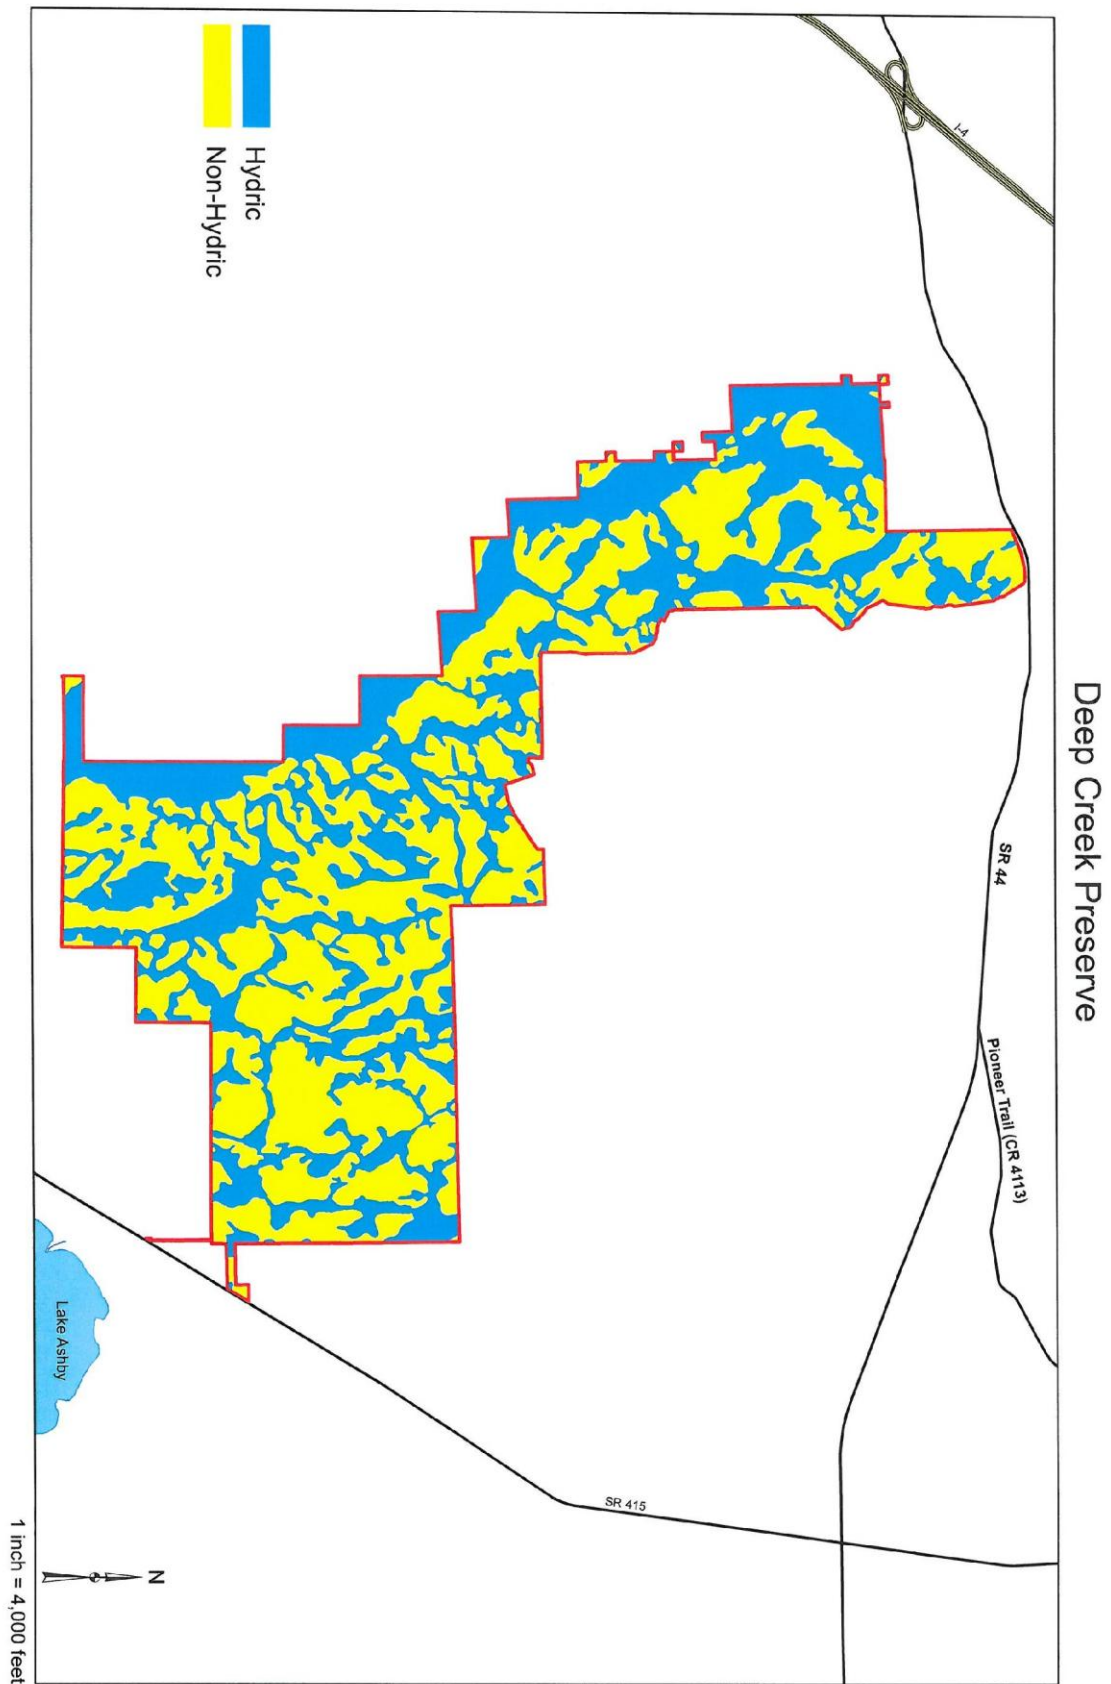 Deep Creek Preserve
I-4
SR 44
Pioneer Trail (CR 4113)
SR 415
Lake Ashby
Hydric
Non-Hydric
N
1 inch = 4,000 feet